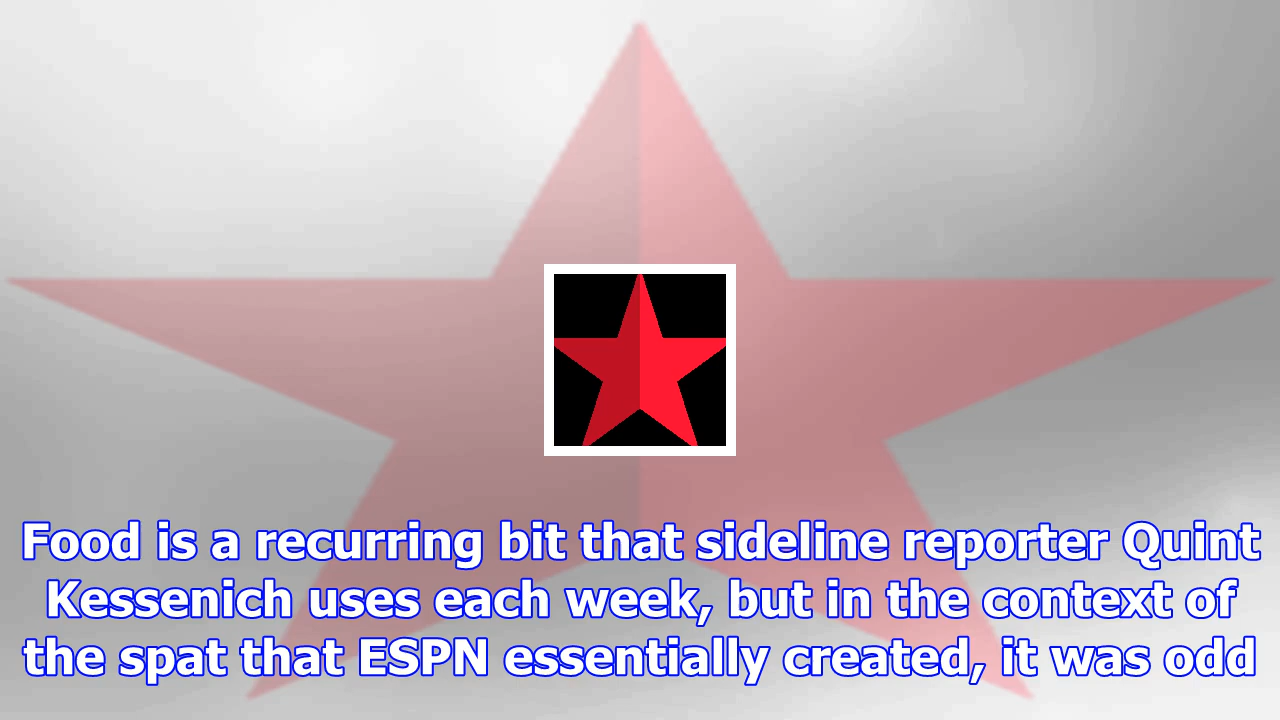 Food is a recurring bit that sideline reporter Quint
Kessenich uses each week, but in the context of
the spat that ESPN essentially created, it was odd